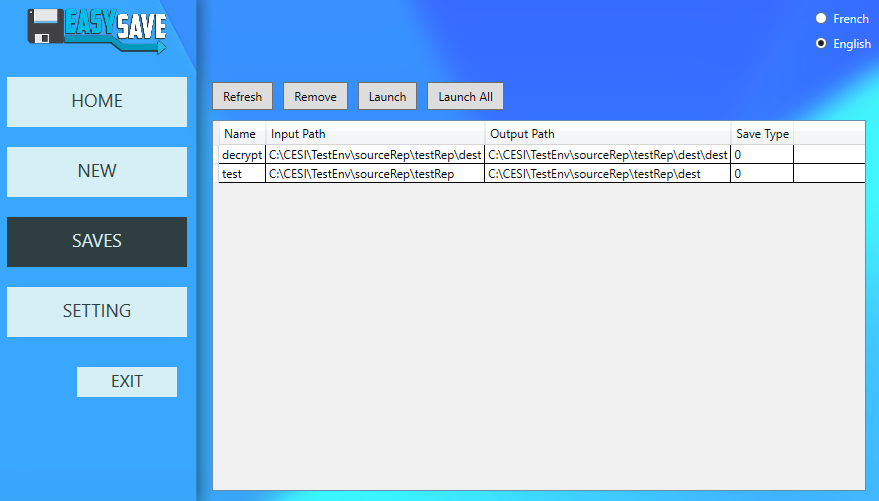 EASY SAVE
French
English
HOME
NEW
SAVES
SETTING
EXIT
Refresh Remove Launch Launch All
Name Input Path Output Path Save Type
decrypt C:\CESI\TestEnv\sourceRep\testRep\dest C:\CESI\TestEnv\sourceRep\testRep\dest\dest 0
test C:\CESI\TestEnv\sourceRep\testRep C:\CESI\TestEnv\sourceRep\testRep\dest 0